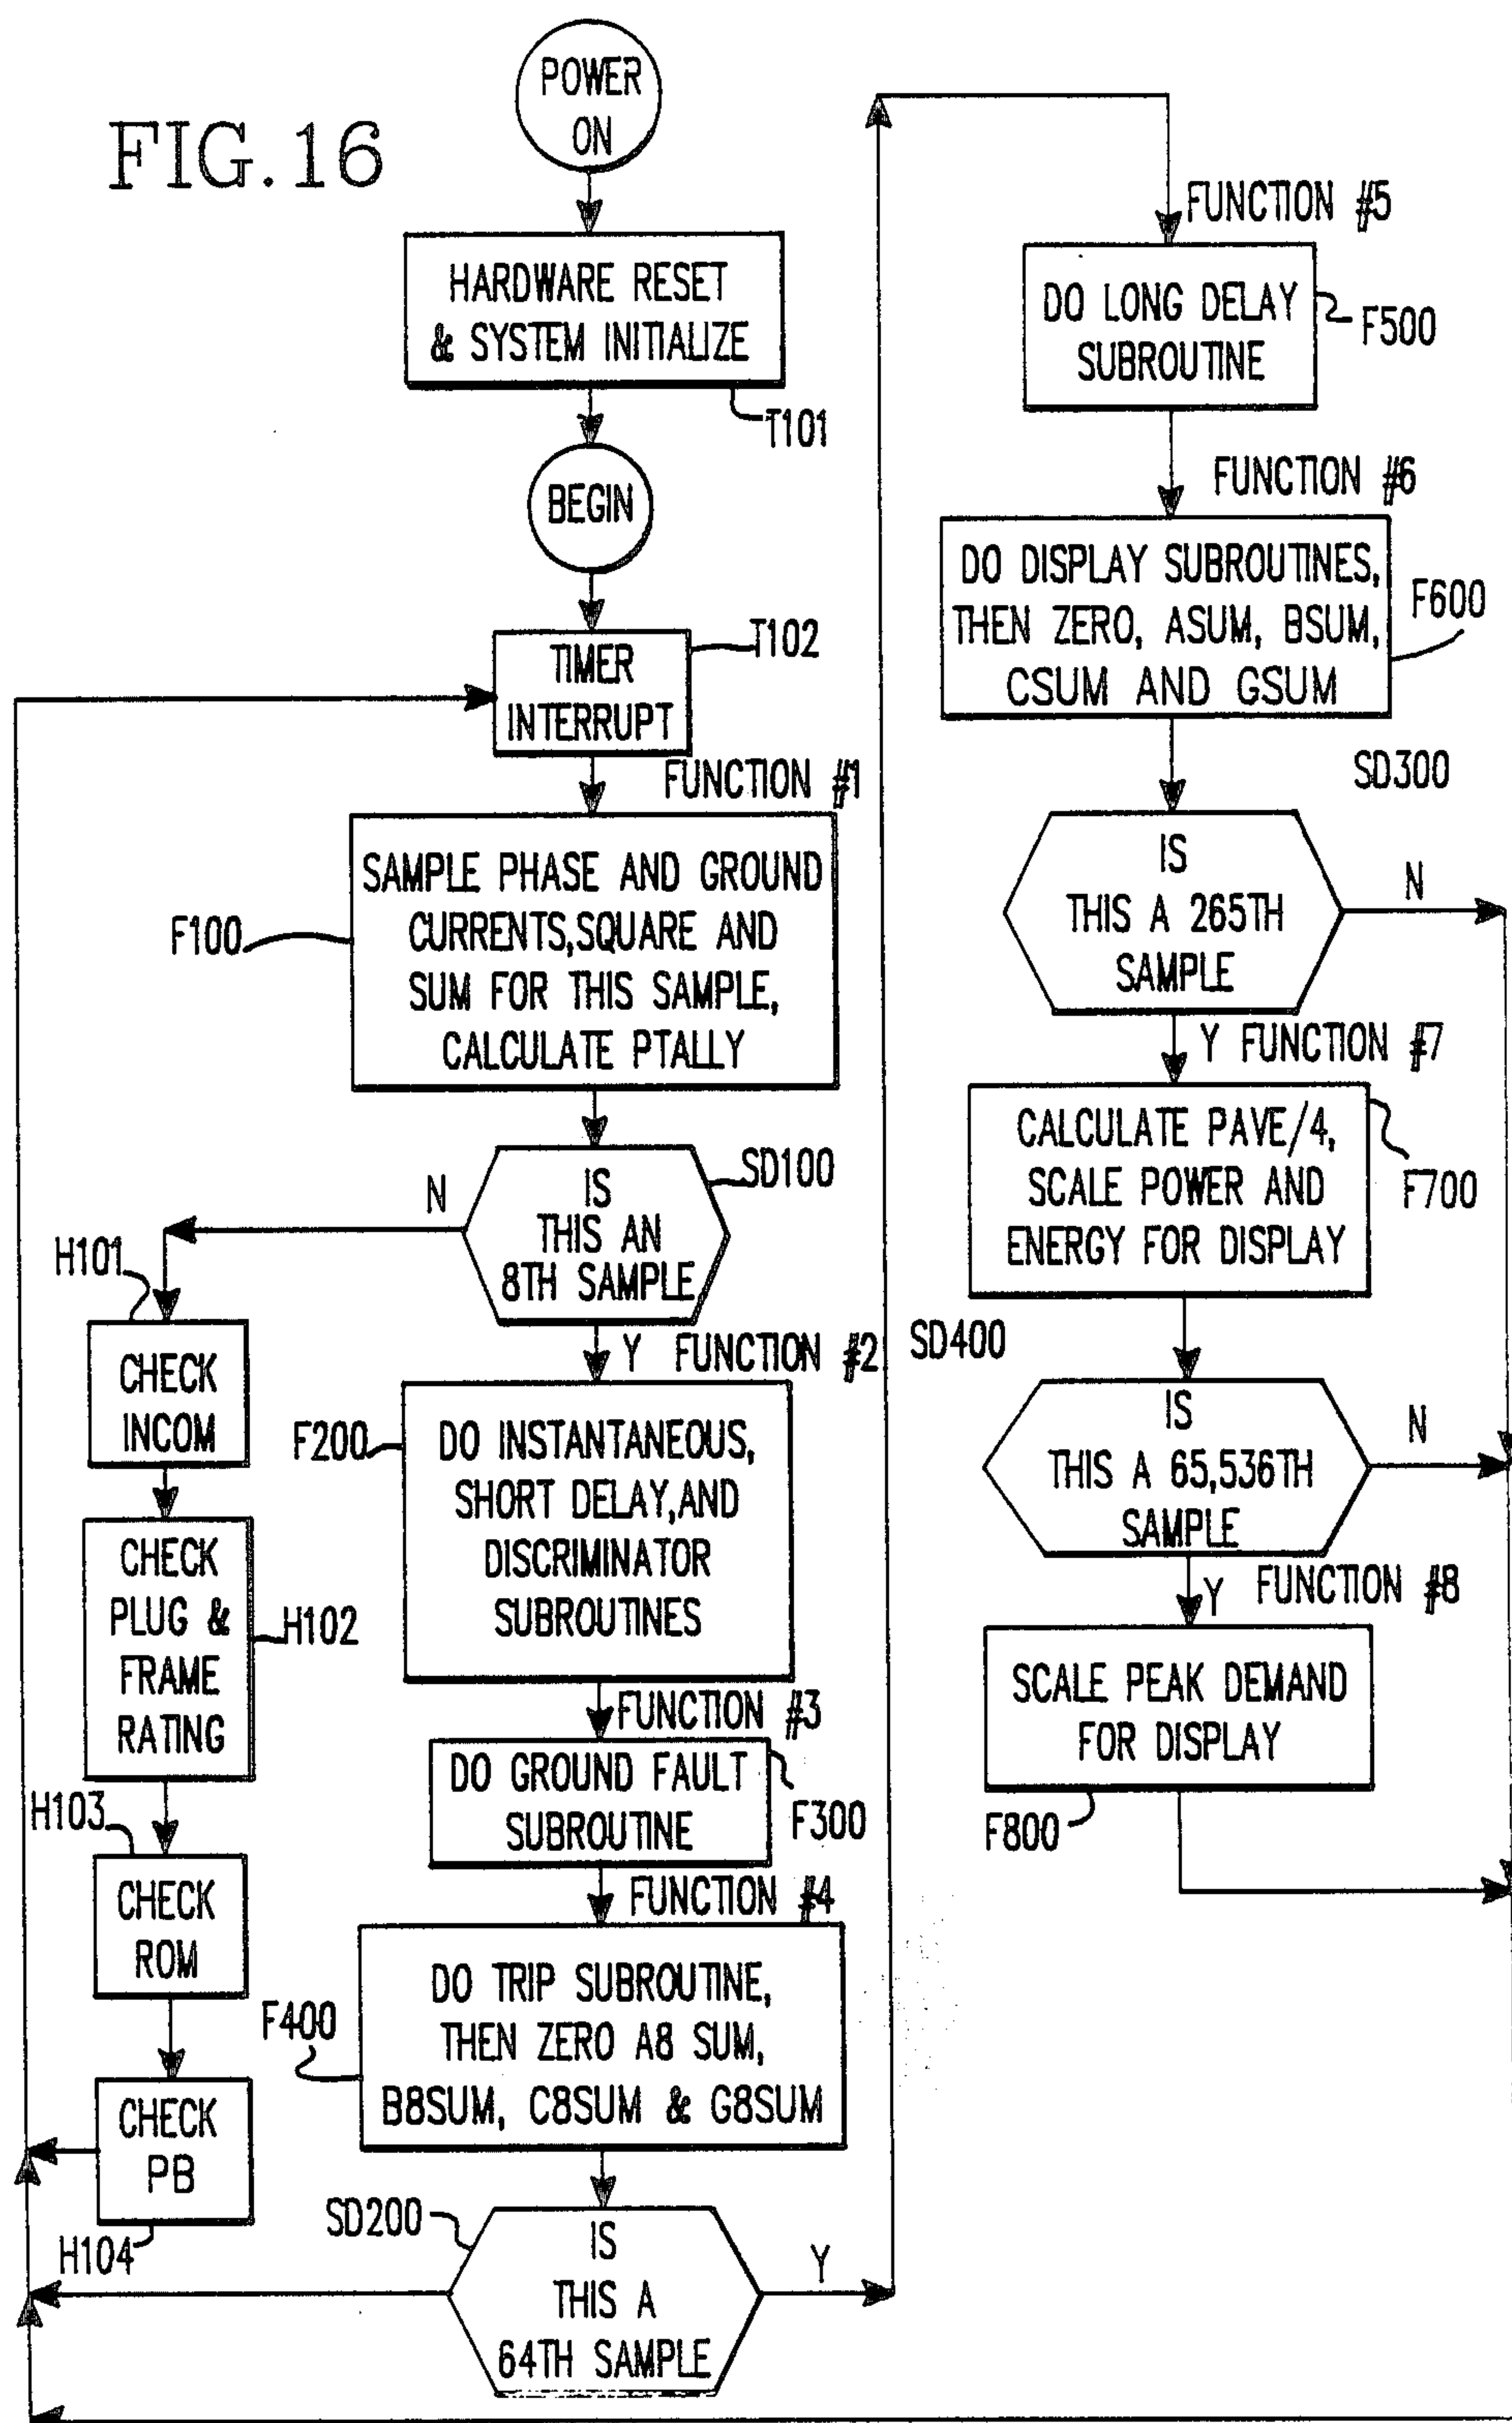 FIG. 16
POWER
ON
HARDWARE RESET
& SYSTEM INITIALIZE
T101
BEGIN
T102
TIMER
INTERRUPT
FUNCTION #1
SAMPLE PHASE AND GROUND
CURRENTS,SQUARE AND
SUM FOR THIS SAMPLE,
CALCULATE PTALLY
F100
SD100
IS
THIS AN
8TH SAMPLE
N
H101
CHECK
INCOM
CHECK
PLUG &
FRAME
RATING
H102
H103
CHECK
ROM
CHECK
PB
H104
Y FUNCTION #2
F200
DO INSTANTANEOUS,
SHORT DELAY,AND
DISCRIMINATOR
SUBROUTINES
FUNCTION #3
DO GROUND FAULT
SUBROUTINE
F300
FUNCTION #4
F400
DO TRIP SUBROUTINE,
THEN ZERO A8 SUM,
B8SUM, C8SUM & G8SUM
SD200
IS
THIS A
64TH SAMPLE
Y
FUNCTION #5
DO LONG DELAY
SUBROUTINE
F500
FUNCTION #6
DO DISPLAY SUBROUTINES,
THEN ZERO, ASUM, BSUM,
CSUM AND GSUM
F600
SD300
IS
THIS A 265TH
SAMPLE
N
Y FUNCTION #7
CALCULATE PAVE/4,
SCALE POWER AND
ENERGY FOR DISPLAY
F700
SD400
IS
THIS A 65,536TH
SAMPLE
N
Y FUNCTION #8
SCALE PEAK DEMAND
FOR DISPLAY
F800